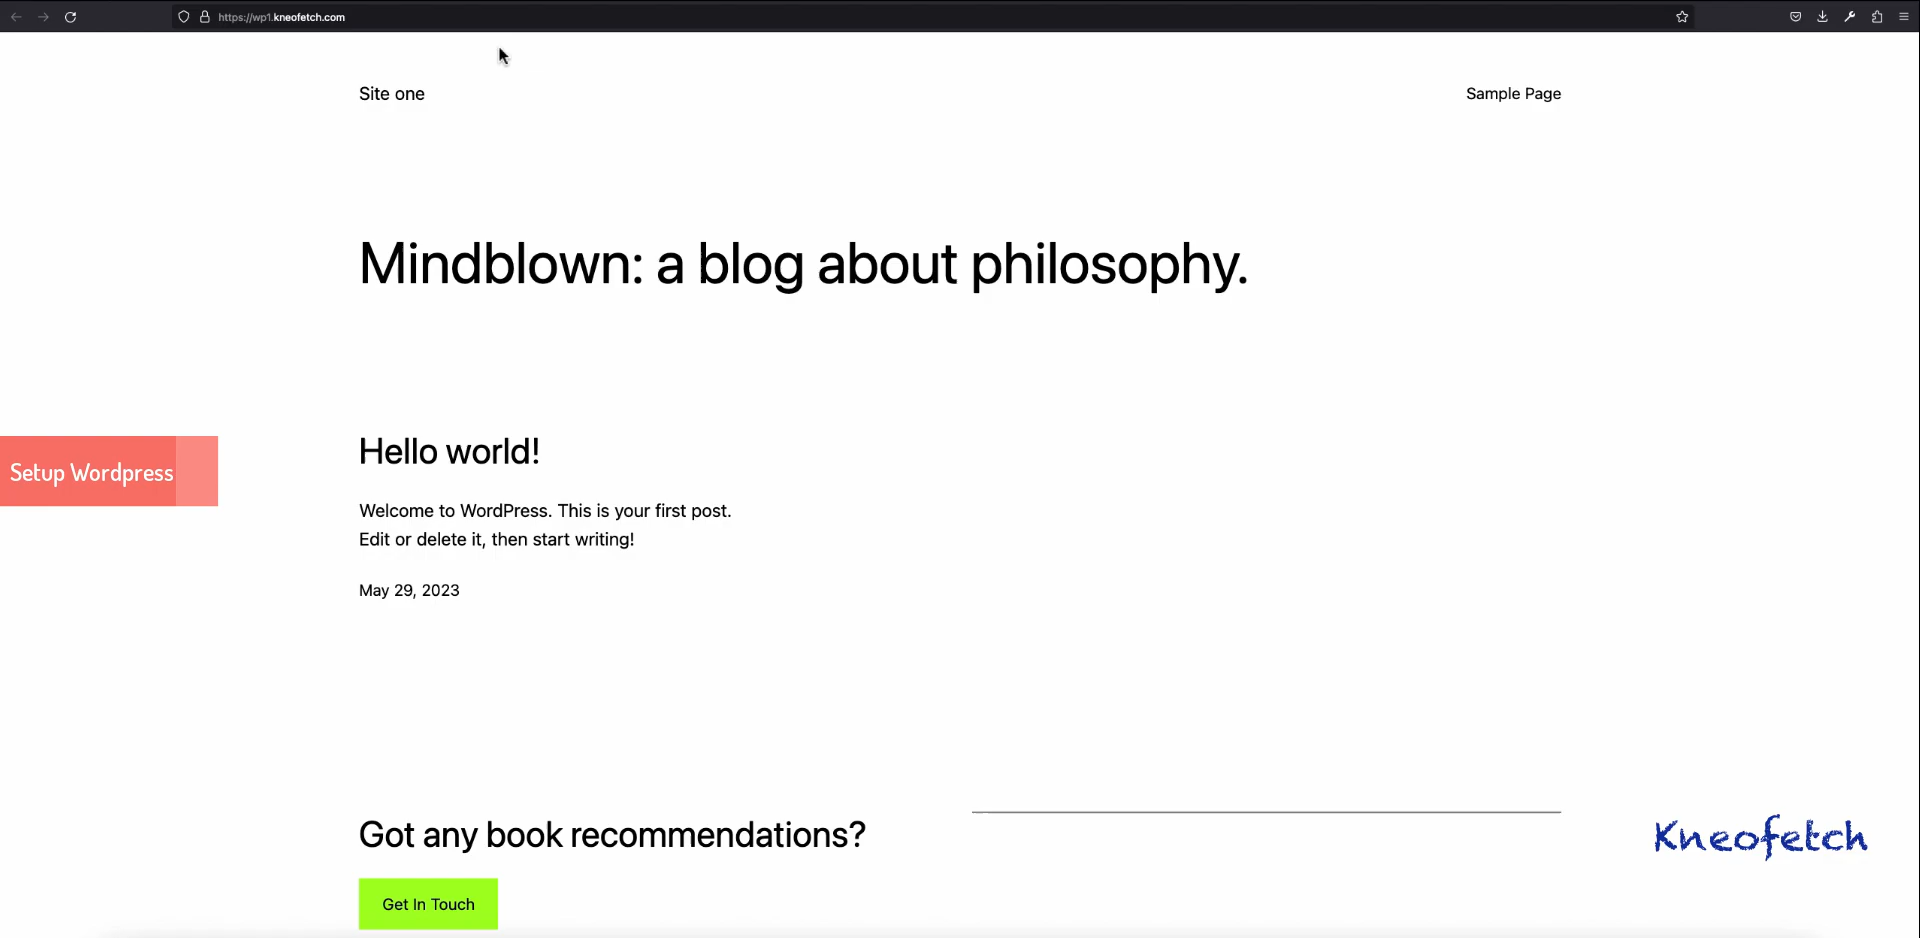 https://wp1.kneofetch.com
Site one
Sample Page
Mindblown: a blog about philosophy.
Hello world!
Setup Wordpress
Welcome to WordPress. This is your first post.
Edit or delete it, then start writing!
May 29, 2023
Got any book recommendations?
Kneofetch
Get In Touch